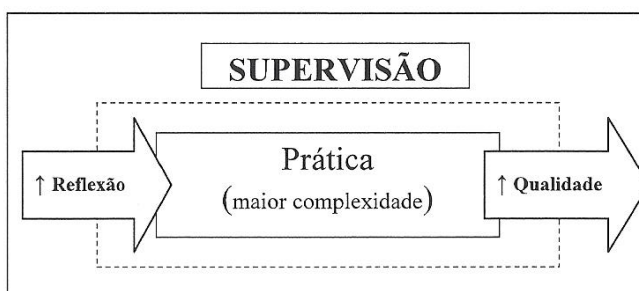 SUPERVISÃO
Prática
(maior complexidade)
↑ Reflexão
↑ Qualidade